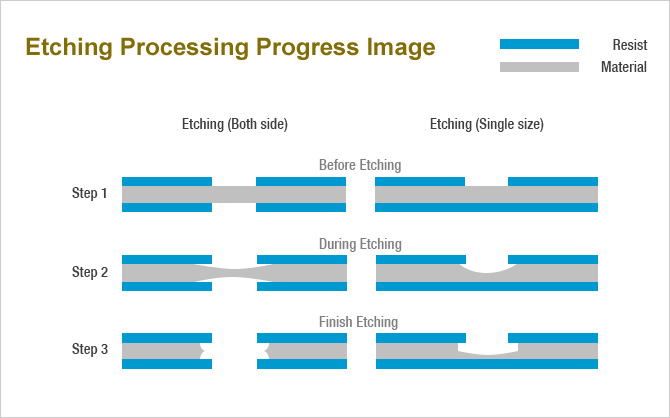 Etching Processing Progress Image
Resist
Material
Etching (Both side)
Etching (Single size)
Before Etching
Step 1
During Etching
Step 2
Finish Etching
Step 3